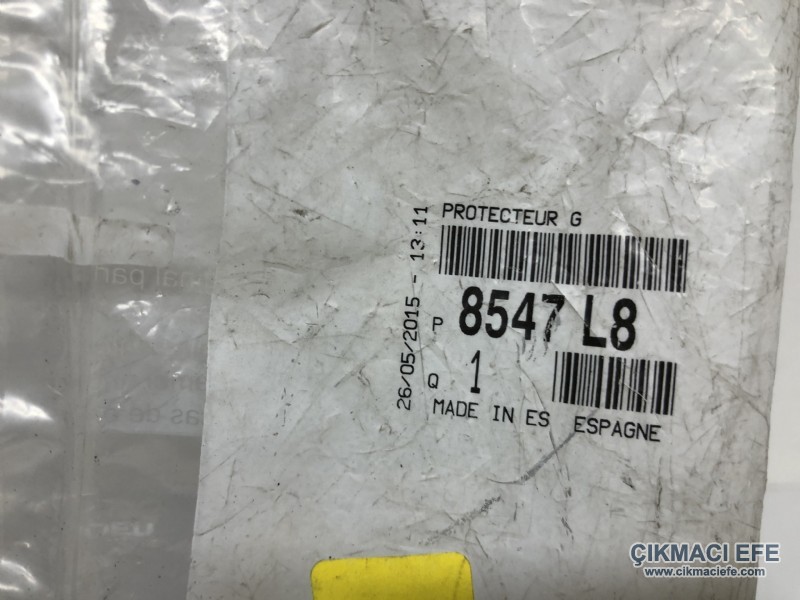 PROTECTEUR G
26/05/2015 - 13:11
P 8547 L8
Q 1
MADE IN ES ESPAGNE
ÇIKMACI EFE
www.cikmaciefe.com